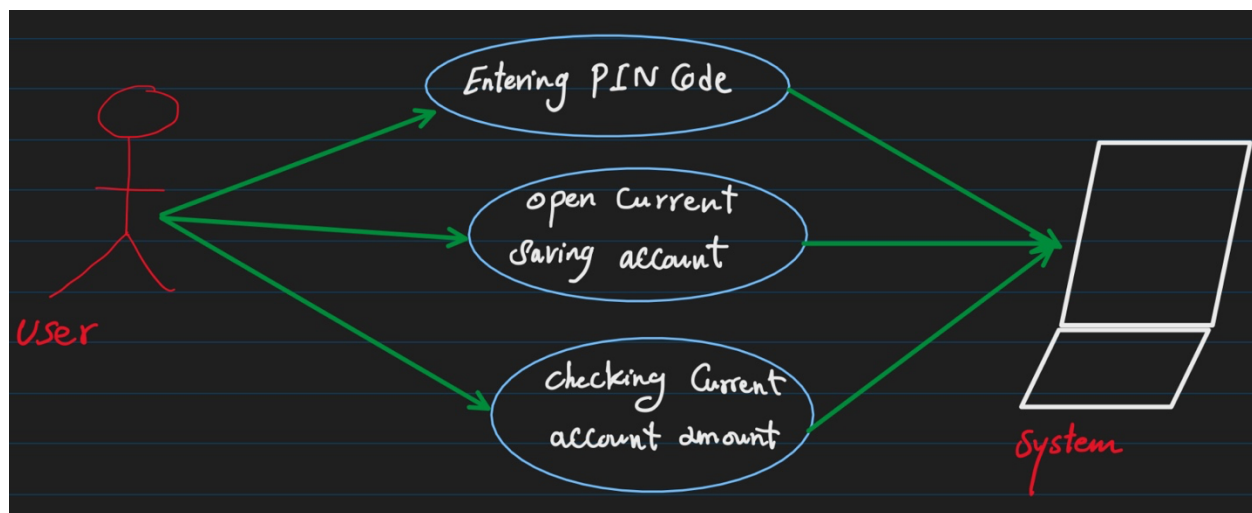 Entering PIN Code
open Current
Saving account
User
checking Current
account amount
System